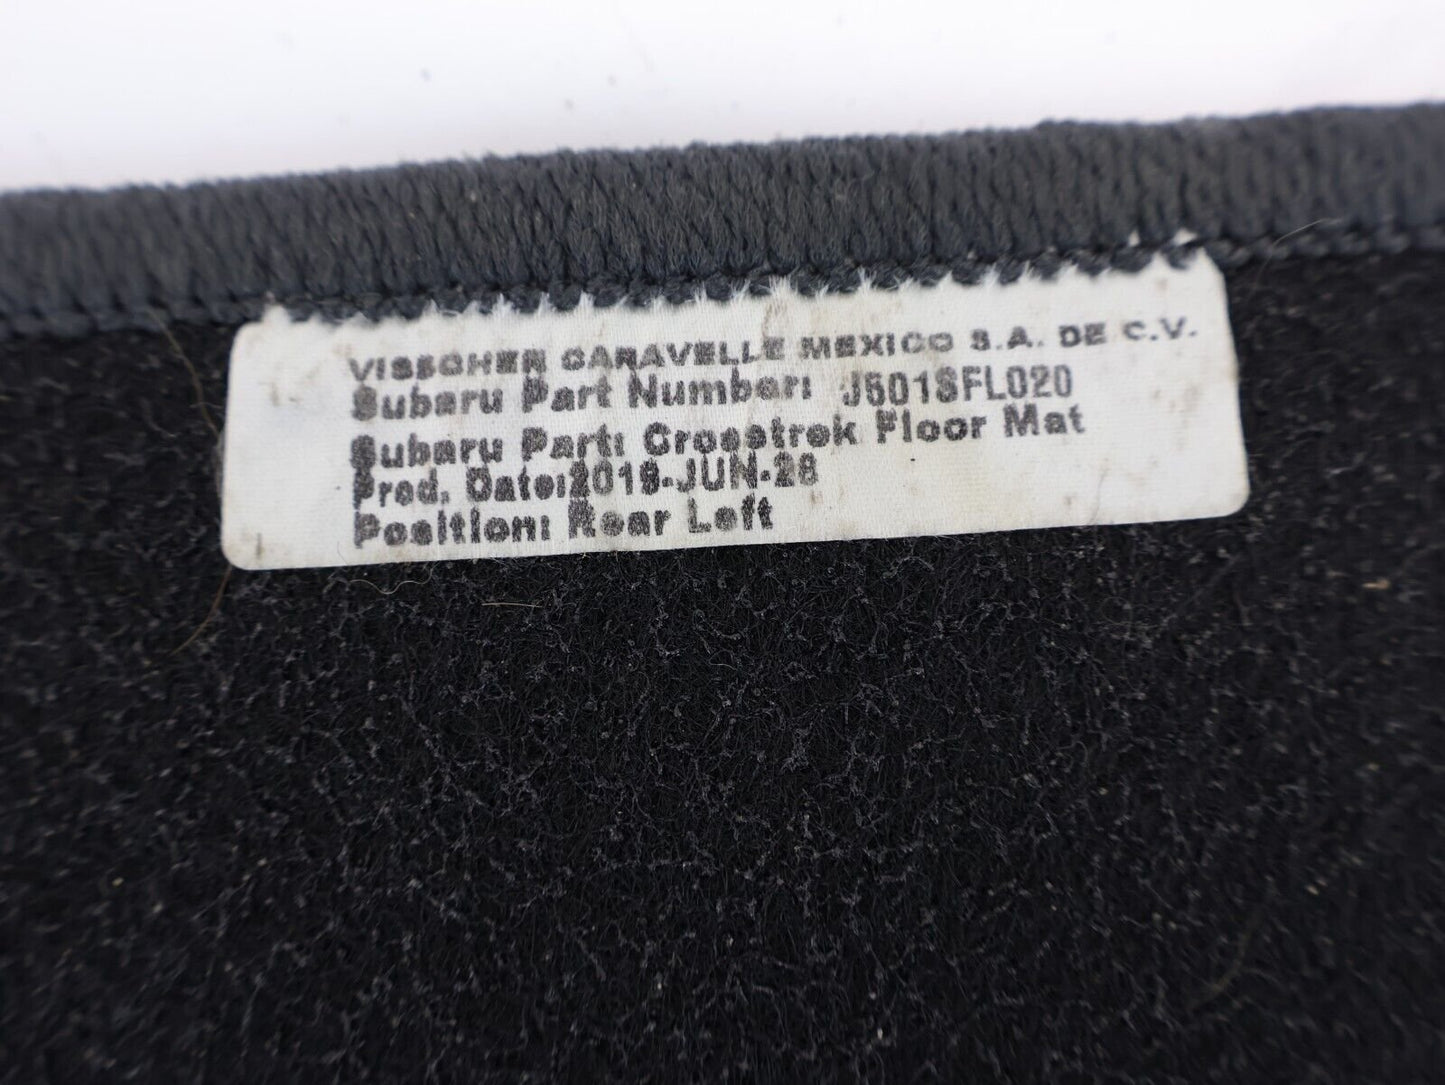 VISSCHER CARAVELLE MEXICO S.A. DE C.V.
Subaru Part Number: J501SFL020
Subaru Part: Crosstrek Floor Mat
Prod. Date:2019-JUN-28
Position: Rear Left